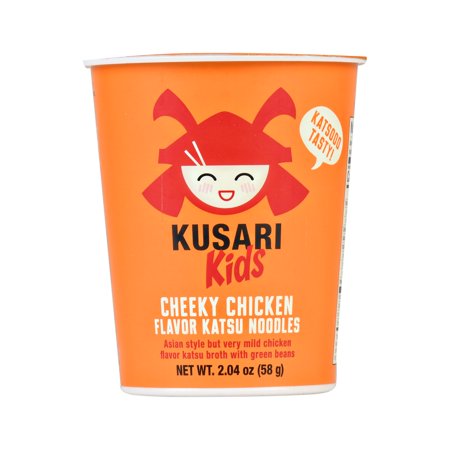 KATSOOO
TASTY!
KUSARI
Kids
CHEEKY CHICKEN
FLAVOR KATSU NOODLES
Asian style but very mild chicken
flavor katsu broth with green beans
NET WT. 2.04 oz (58 g)